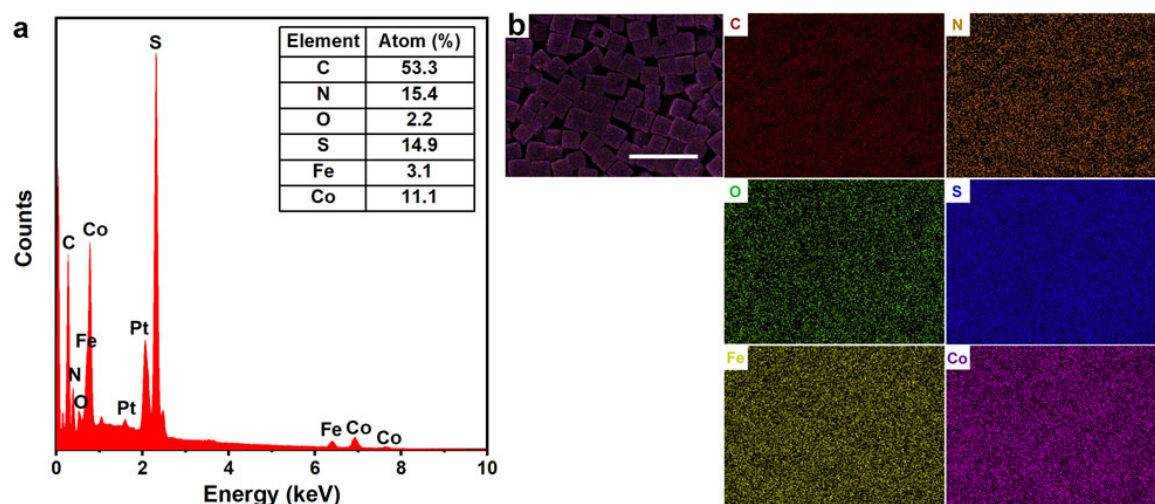 a
Element Atom (%)
C 53.3
N 15.4
O 2.2
S 14.9
Fe 3.1
Co 11.1
S
C
Co
Fe
N
O
Pt
Pt
Fe
Co
Co
Counts
0 2 4 6 8 10
Energy (keV)
b
C
N
O
S
Fe
Co